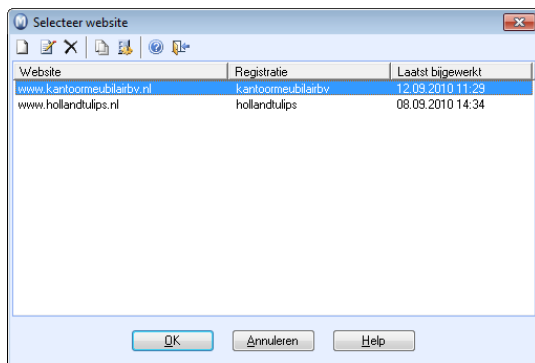 Selecteer website
Website Registratie Laatst bijgewerkt
www.kantoormeubilairbv.nl kantoormeubilairbv 12.09.2010 11:29
www.hollandtulips.nl hollandtulips 08.09.2010 14:34
OK Annuleren Help